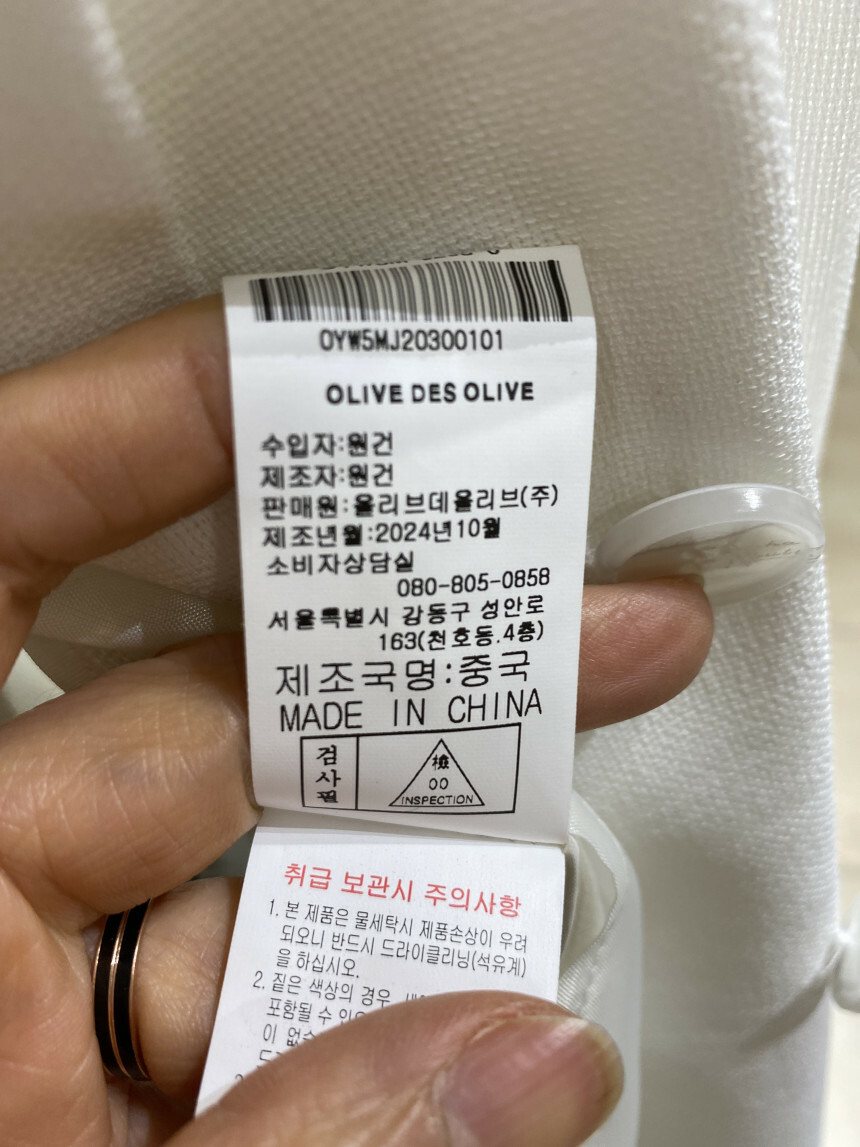 OYW5MJ20300101
OLIVE DES OLIVE
수입자:원건
제조자:원건
판매원:올리브데올리브(주)
제조년월:2024년10월
소비자상담실
080-805-0858
서울특별시 강동구 성안로
163(천호동.4층)
제조국명:중국
MADE IN CHINA
검사필
檢
00
INSPECTION
취급 보관시 주의사항
1. 본 제품은 물세탁시 제품손상이 우려
되오니 반드시 드라이클리닝(석유계)
을 하십시오.
2. 짙은 색상의 경우
포함될 수
이